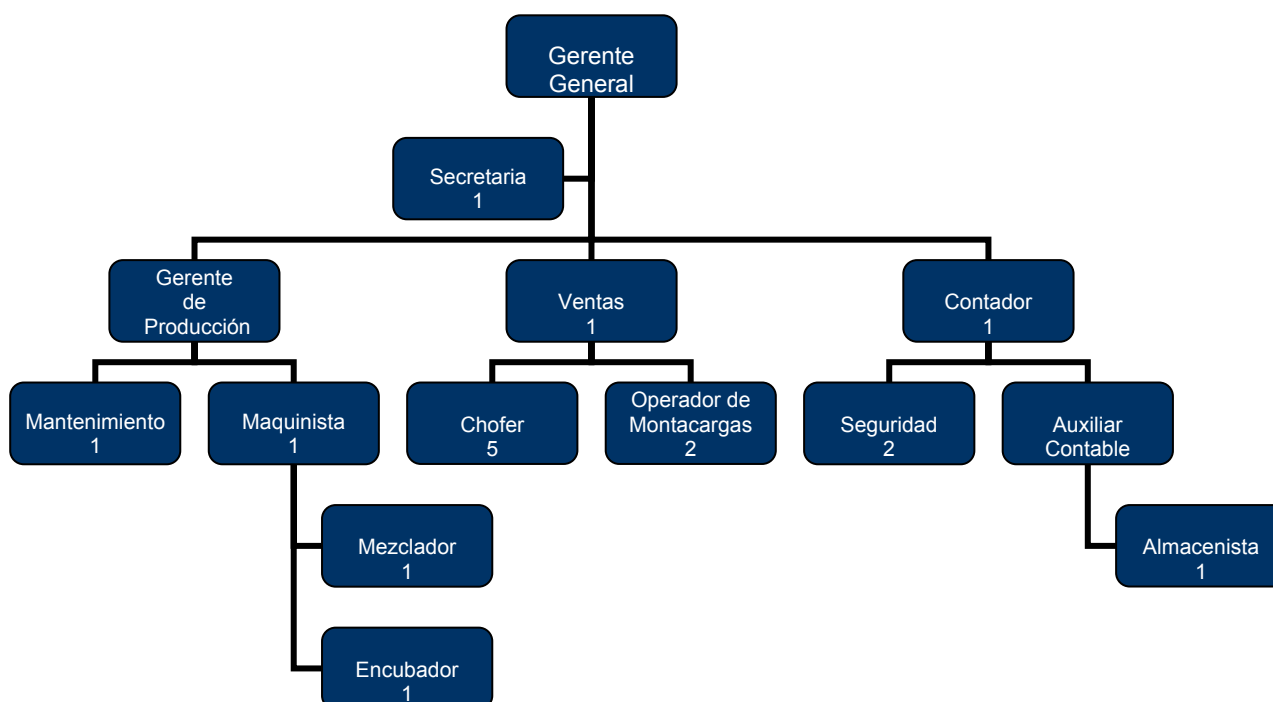 Gerente
General
Secretaria
1
Gerente
de
Producción
Ventas
1
Contador
1
Mantenimiento
1
Maquinista
1
Chofer
5
Operador de
Montacargas
2
Seguridad
2
Auxiliar
Contable
Mezclador
1
Almacenista
1
Encubador
1